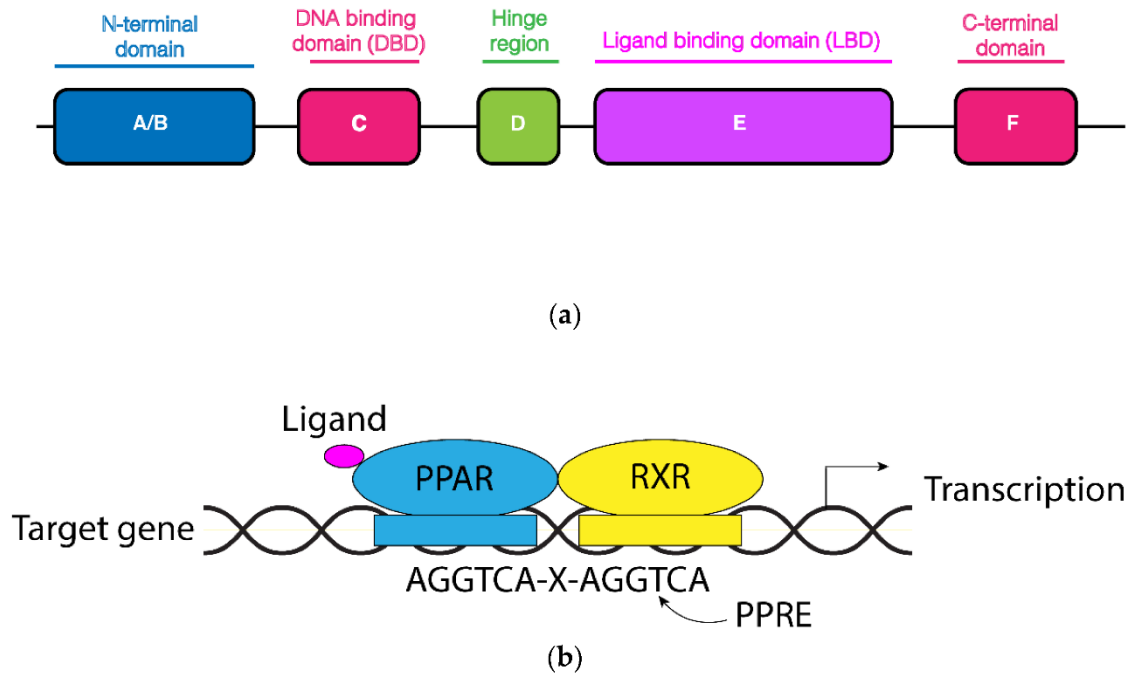 N-terminal
domain
DNA binding
domain (DBD)
Hinge
region
Ligand binding domain (LBD)
C-terminal
domain
A/B
C
D
E
F
(a)
Ligand
PPAR
RXR
Transcription
Target gene
AGGTCA-X-AGGTCA
PPRE
(b)